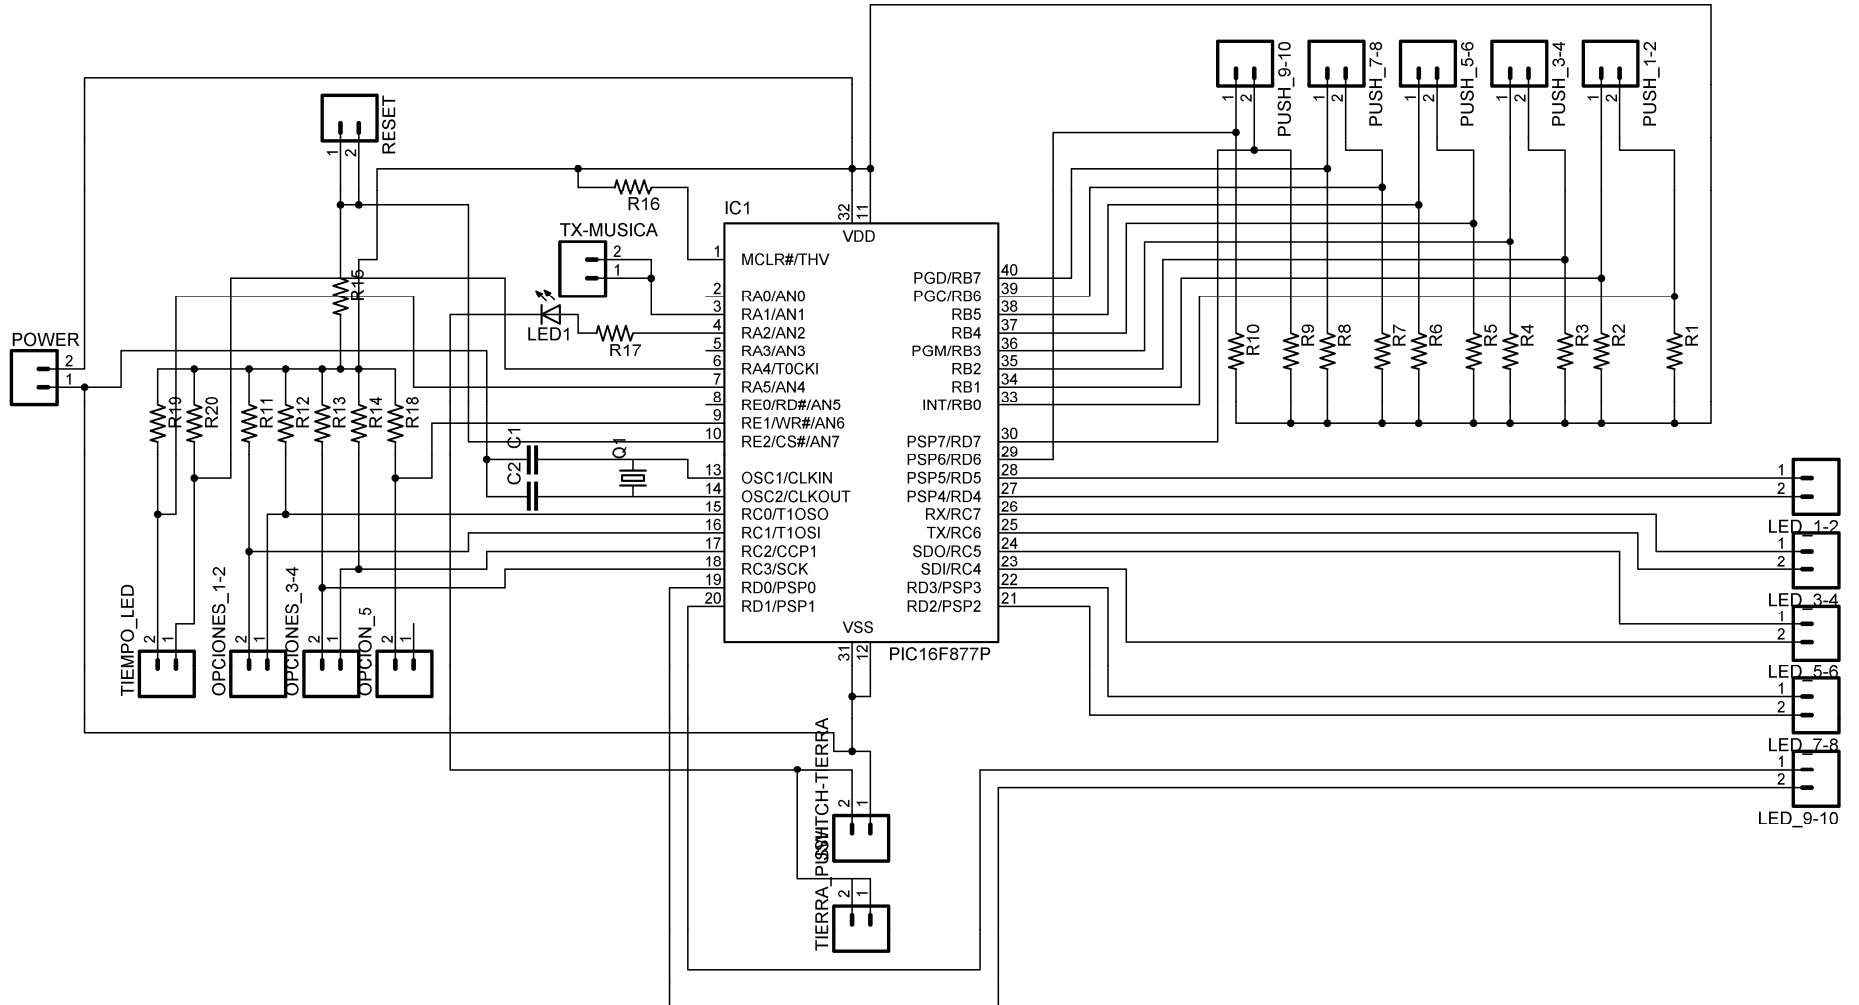 PUSH_9-10
PUSH_7-8
PUSH_5-6
PUSH_3-4
PUSH_1-2
1 2
1 2
1 2
1 2
1 2
RESET
1 2
R16
IC1
32 11
VDD
TX-MUSICA
2
1
LED1
R17
R15
POWER
2
1
1 MCLR#/THV
2 RA0/AN0
3 RA1/AN1
4 RA2/AN2
5 RA3/AN3
6 RA4/T0CKI
7 RA5/AN4
8 RE0/RD#/AN5
9 RE1/WR#/AN6
10 RE2/CS#/AN7
13 OSC1/CLKIN
14 OSC2/CLKOUT
15 RC0/T1OSO
16 RC1/T1OSI
17 RC2/CCP1
18 RC3/SCK
19 RD0/PSP0
20 RD1/PSP1
PGD/RB7 40
PGC/RB6 39
RB5 38
RB4 37
PGM/RB3 36
RB2 35
RB1 34
INT/RB0 33
PSP7/RD7 30
PSP6/RD6 29
PSP5/RD5 28
PSP4/RD4 27
RX/RC7 26
TX/RC6 25
SDO/RC5 24
SDI/RC4 23
RD3/PSP3 22
RD2/PSP2 21
VSS
31 12
PIC16F877P
R10 R9 R8 R7 R6 R5 R4 R3 R2 R1
R19 R20 R11 R12 R13 R14 R18
C1
C2
Q1
TIEMPO_LED
2 1
OPCIONES_1-2
2 1
OPCIONES_3-4
2 1
OPCION_5
2 1
1
2
LED_1-2
1
2
LED_3-4
1
2
LED_5-6
1
2
LED_7-8
1
2
LED_9-10
SWITCH-TIERRA
2 1
TIERRA_PUSH
2 1